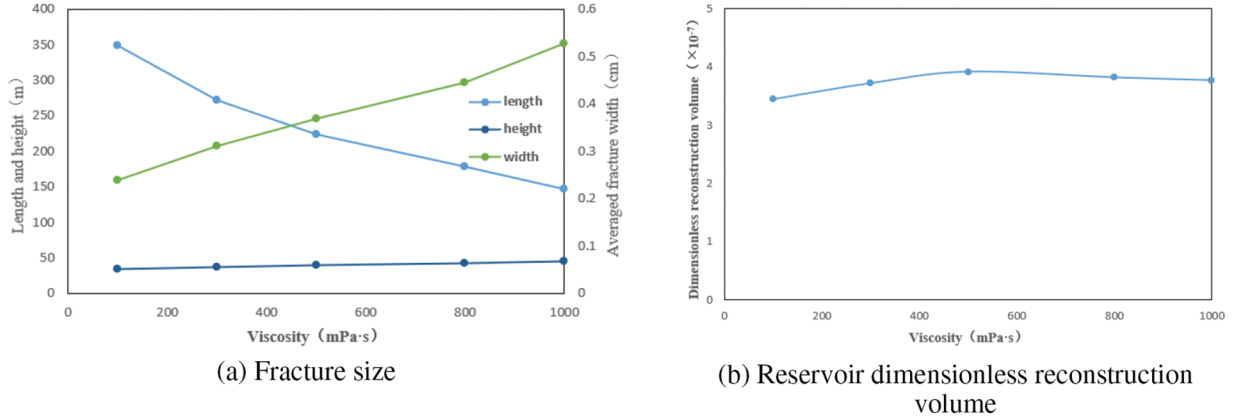 400
350
300
250
200
150
100
50
0
Length and height（m）
0.6
0.5
0.4
0.3
0.2
0.1
0
Averaged fracture width（cm）
length
height
width
0 200 400 600 800 1000
Viscosity（mPa·s）
(a) Fracture size
5
4
3
2
1
0
Dimensionless reconstruction volume（×10⁻⁷）
0 200 400 600 800 1000
Viscosity（mPa·s）
(b) Reservoir dimensionless reconstruction
volume